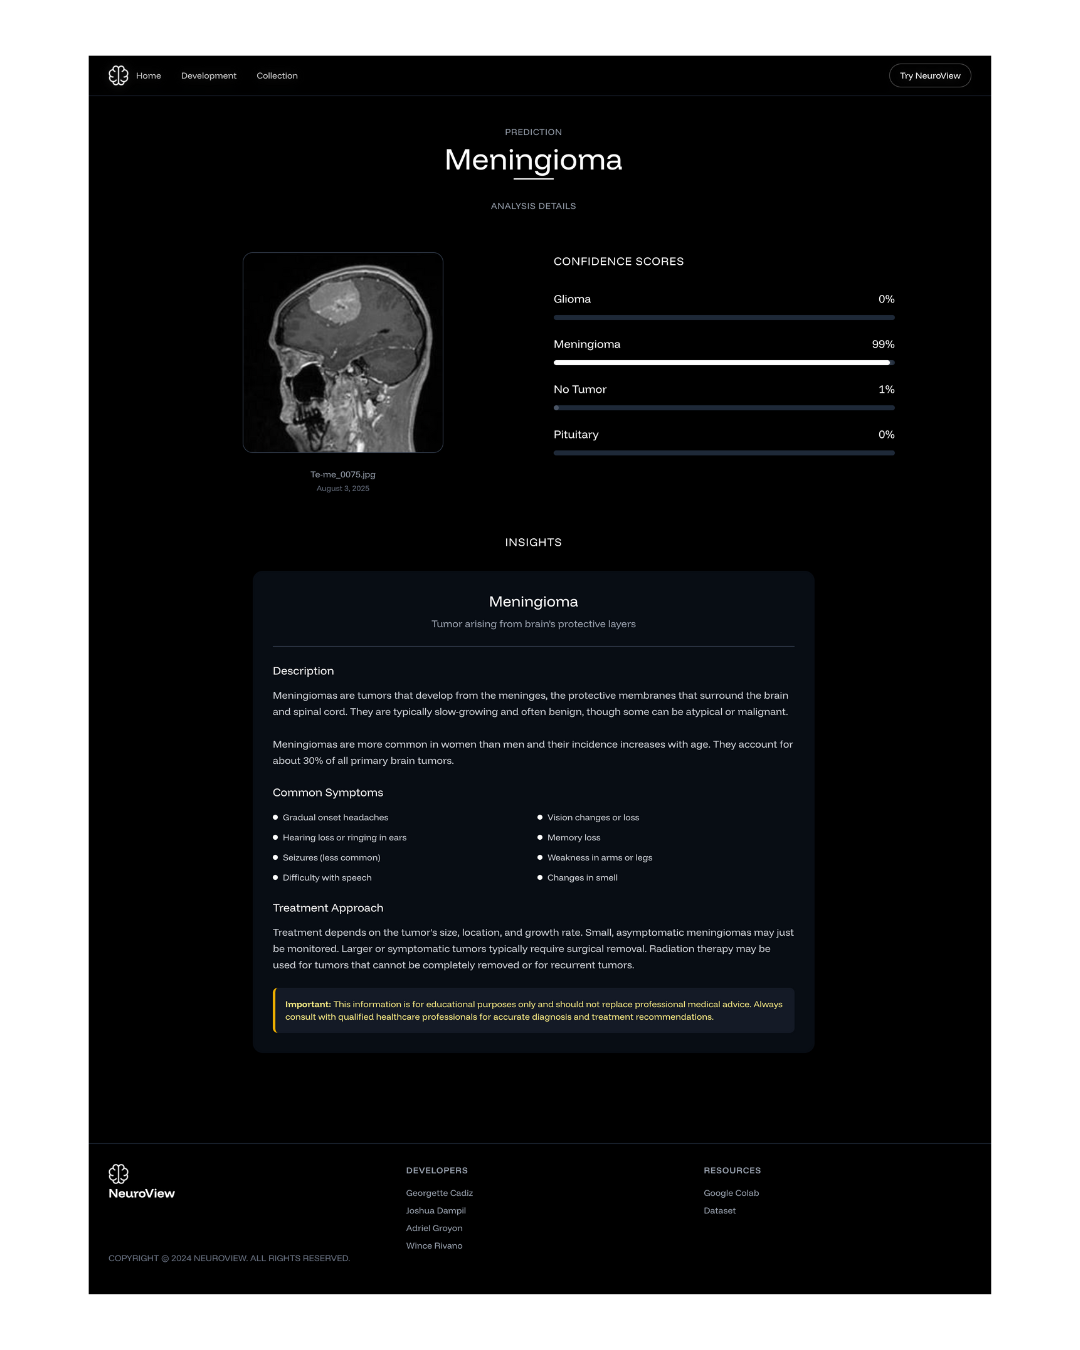 Home Development Collection Try NeuroView
PREDICTION
Meningioma
ANALYSIS DETAILS
Te-me_0075.jpg
August 3, 2025
CONFIDENCE SCORES
Glioma 0%
Meningioma 99%
No Tumor 1%
Pituitary 0%
INSIGHTS
Meningioma
Tumor arising from brain's protective layers
Description
Meningiomas are tumors that develop from the meninges, the protective membranes that surround the brain
and spinal cord. They are typically slow-growing and often benign, though some can be atypical or malignant.
Meningiomas are more common in women than men and their incidence increases with age. They account for
about 30% of all primary brain tumors.
Common Symptoms
Gradual onset headaches
Vision changes or loss
Hearing loss or ringing in ears
Memory loss
Seizures (less common)
Weakness in arms or legs
Difficulty with speech
Changes in smell
Treatment Approach
Treatment depends on the tumor's size, location, and growth rate. Small, asymptomatic meningiomas may just
be monitored. Larger or symptomatic tumors typically require surgical removal. Radiation therapy may be
used for tumors that cannot be completely removed or for recurrent tumors.
Important: This information is for educational purposes only and should not replace professional medical advice. Always
consult with qualified healthcare professionals for accurate diagnosis and treatment recommendations.
NeuroView
COPYRIGHT © 2024 NEUROVIEW. ALL RIGHTS RESERVED.
DEVELOPERS
Georgette Cadiz
Joshua Dampil
Adriel Groyon
Wince Rivano
RESOURCES
Google Colab
Dataset